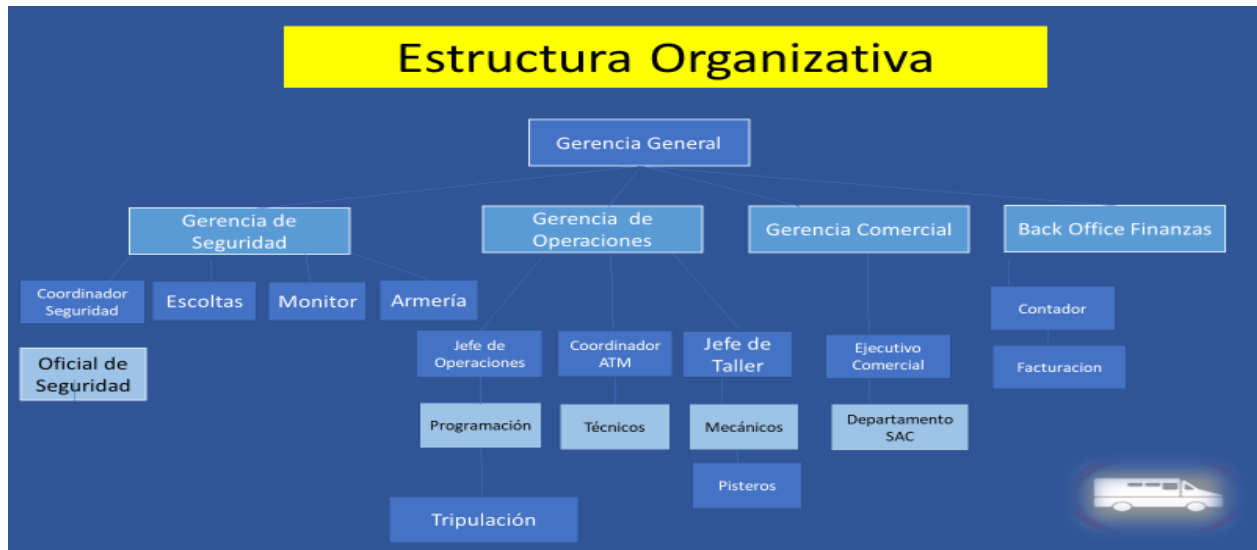 Estructura Organizativa
Gerencia General
Gerencia de
Seguridad
Gerencia de
Operaciones
Gerencia Comercial
Back Office Finanzas
Coordinador
Seguridad
Escoltas
Monitor
Armería
Contador
Oficial de
Seguridad
Jefe de
Operaciones
Coordinador
ATM
Jefe de
Taller
Ejecutivo
Comercial
Facturacion
Programación
Técnicos
Mecánicos
Departamento
SAC
Pisteros
Tripulación